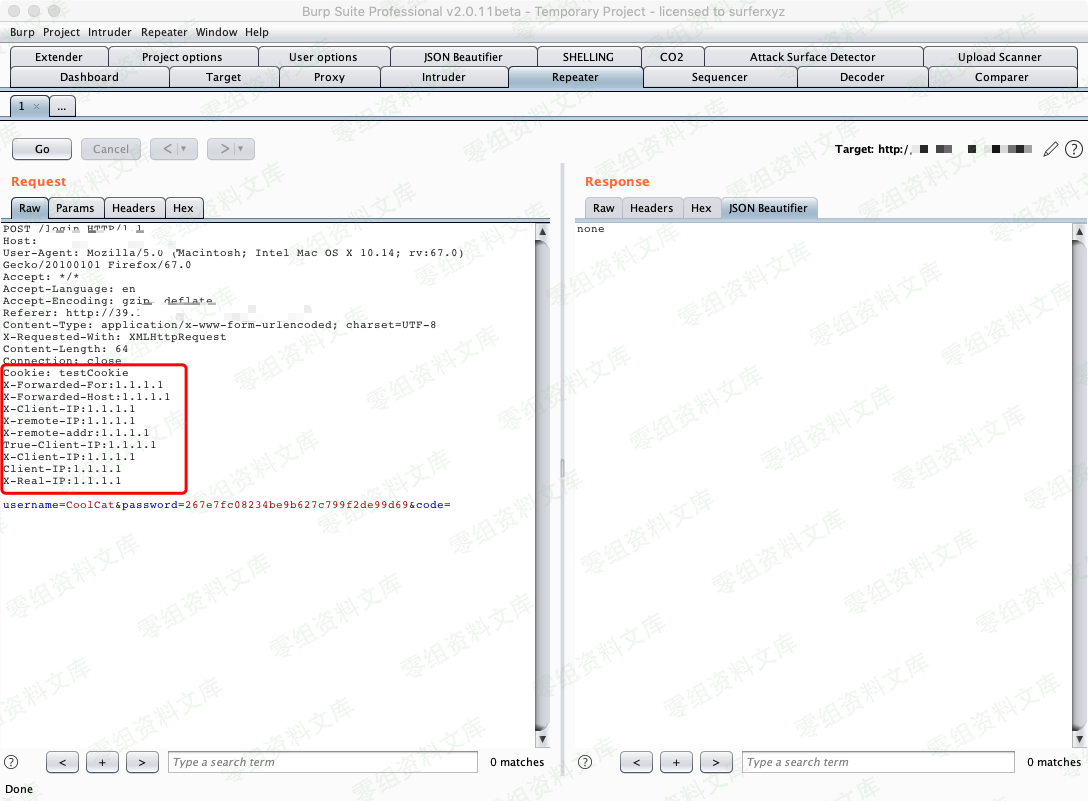 Burp Suite Professional v2.0.11beta - Temporary Project - licensed to surferxyz
Burp Project Intruder Repeater Window Help
Extender Project options User options JSON Beautifier SHELLING CO2 Attack Surface Detector Upload Scanner
Dashboard Target Proxy Intruder Repeater Sequencer Decoder Comparer
1 × ...
Go Cancel < ▾ > ▾ Target: http:/
Request
Response
Raw Params Headers Hex
Raw Headers Hex JSON Beautifier
POST /login HTTP/1.1
none
Host:
User-Agent: Mozilla/5.0 (Macintosh; Intel Mac OS X 10.14; rv:67.0)
Gecko/20100101 Firefox/67.0
Accept: */*
Accept-Language: en
Accept-Encoding: gzip, deflate
Referer: http://39.
Content-Type: application/x-www-form-urlencoded; charset=UTF-8
X-Requested-With: XMLHttpRequest
Content-Length: 64
Connection: close
Cookie: testCookie
X-Forwarded-For:1.1.1.1
X-Forwarded-Host:1.1.1.1
X-Client-IP:1.1.1.1
X-remote-IP:1.1.1.1
X-remote-addr:1.1.1.1
True-Client-IP:1.1.1.1
X-Client-IP:1.1.1.1
Client-IP:1.1.1.1
X-Real-IP:1.1.1.1
username=CoolCat&password=267e7fc08234be9b627c799f2de99d69&code=
? < + > Type a search term 0 matches
? < + > Type a search term 0 matches
Done
零组资料文库